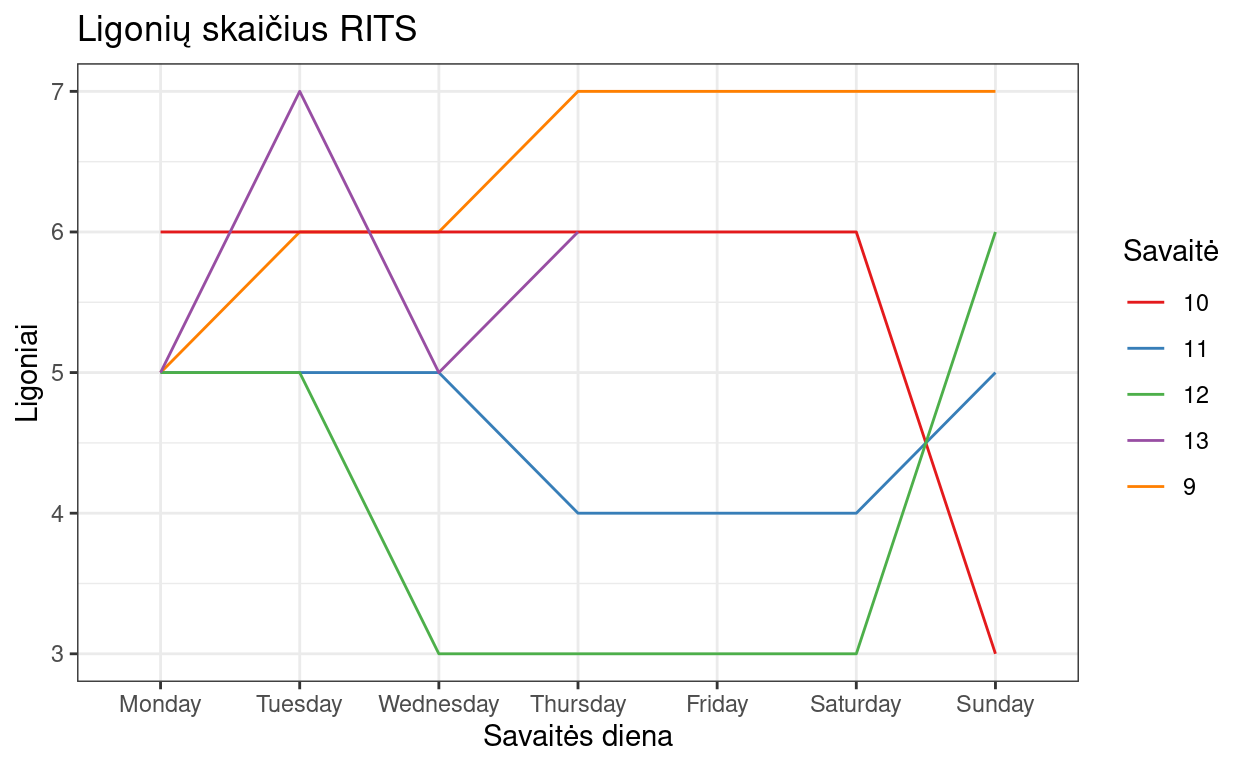 Ligonių skaičius RITS
Ligoniai
7
6
5
4
3
Monday Tuesday Wednesday Thursday Friday Saturday Sunday
Savaitės diena
Savaitė
10
11
12
13
9